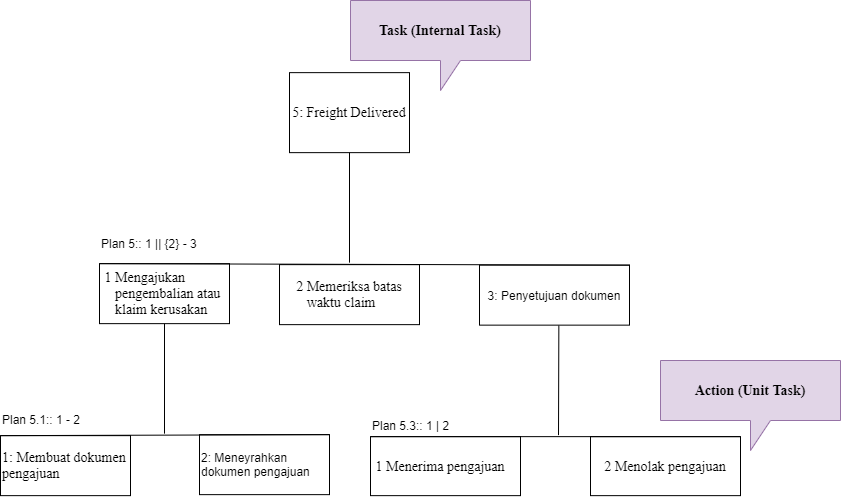 Task (Internal Task)
5: Freight Delivered
Plan 5:: 1 || {2} - 3
1 Mengajukan
pengembalian atau
klaim kerusakan
2 Memeriksa batas
waktu claim
3: Penyetujuan dokumen
Action (Unit Task)
Plan 5.1:: 1 - 2
1: Membuat dokumen
pengajuan
2: Meneyrahkan
dokumen pengajuan
Plan 5.3:: 1 | 2
1 Menerima pengajuan
2 Menolak pengajuan